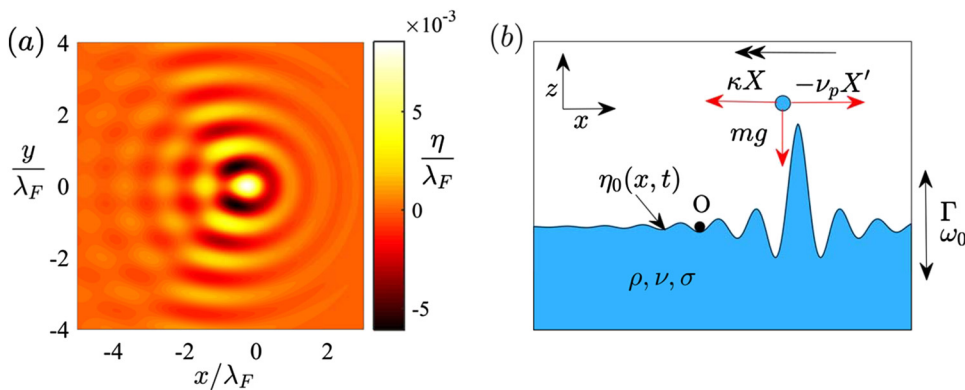 (a)
×10⁻³
4
2
0
-2
-4
y/λ_F
-4
-2
0
2
x/λ_F
5
0
-5
η/λ_F
(b)
z
x
κX
-ν_pX′
mg
η₀(x, t)
O
Γ
ω₀
ρ, ν, σ